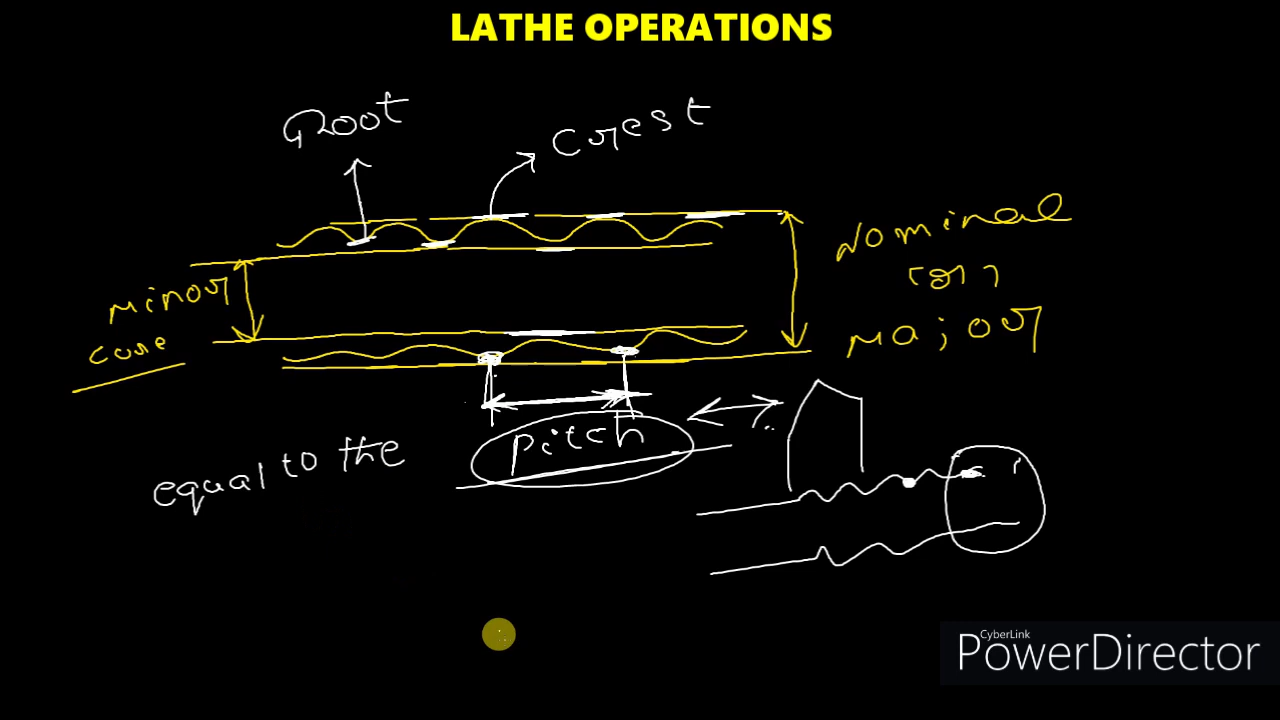 LATHE OPERATIONS
Root
Crest
Nominal
(or)
Major
Minor
core
Pitch
equal to the
CyberLink
PowerDirector